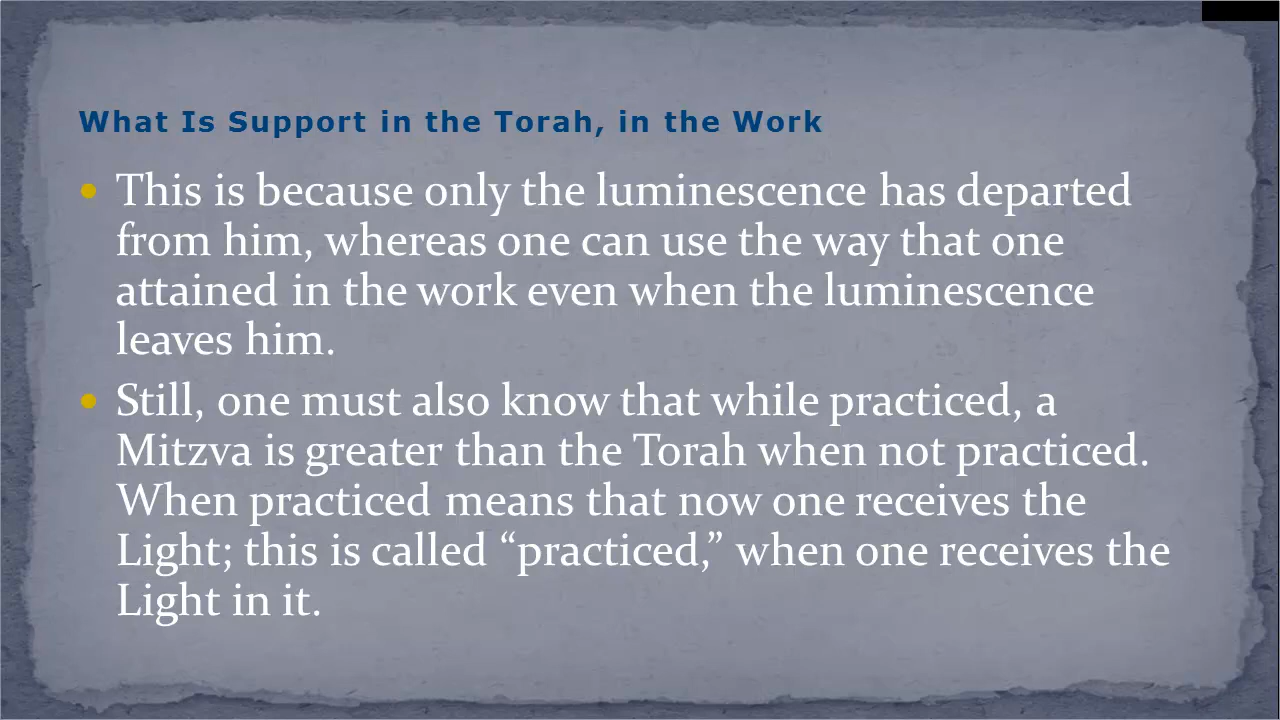 What Is Support in the Torah, in the Work
• This is because only the luminescence has departed
from him, whereas one can use the way that one
attained in the work even when the luminescence
leaves him.
• Still, one must also know that while practiced, a
Mitzva is greater than the Torah when not practiced.
When practiced means that now one receives the
Light; this is called “practiced,” when one receives the
Light in it.